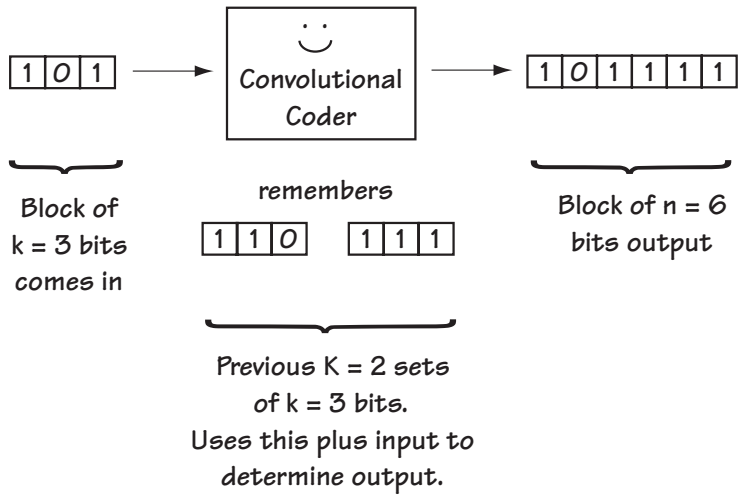 1 0 1
Convolutional
Coder
1 0 1 1 1 1
Block of
k = 3 bits
comes in
remembers
1 1 0 1 1 1
Block of n = 6
bits output
Previous K = 2 sets
of k = 3 bits.
Uses this plus input to
determine output.